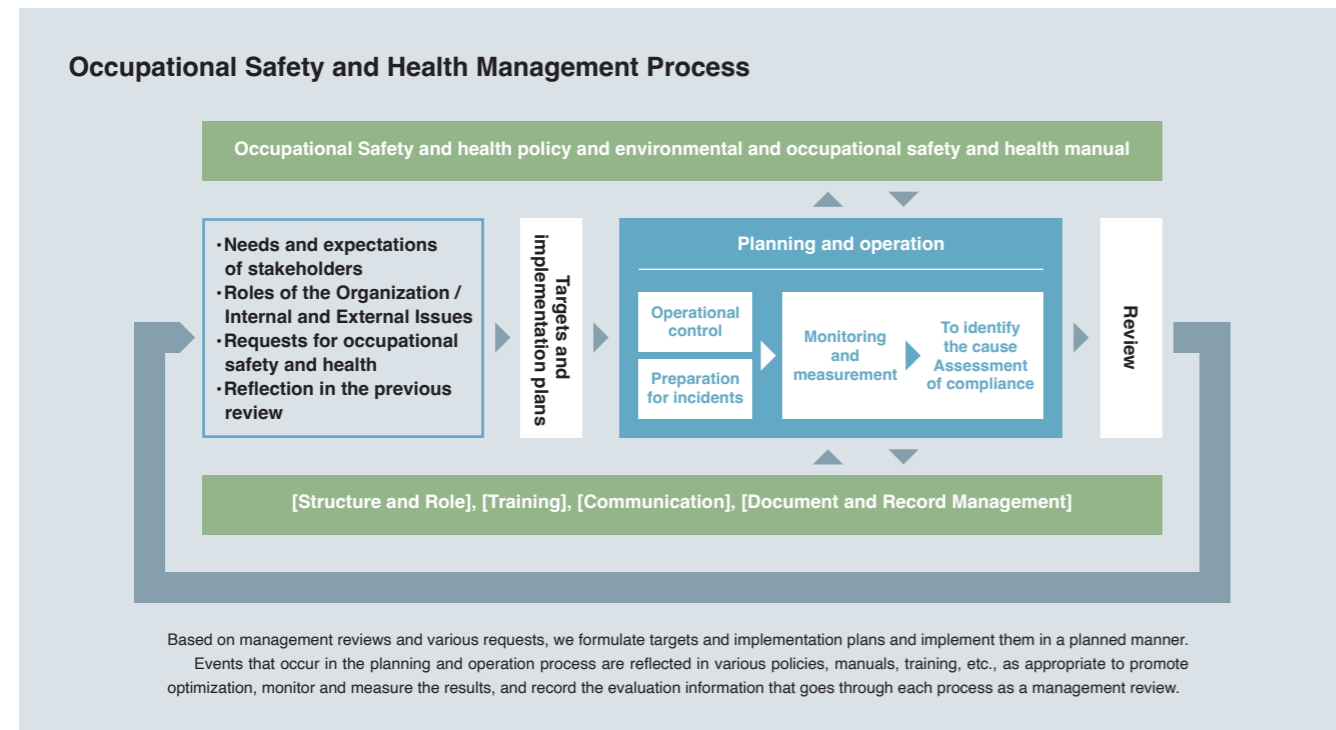 Occupational Safety and Health Management Process
Occupational Safety and health policy and environmental and occupational safety and health manual
・Needs and expectations
of stakeholders
・Roles of the Organization /
Internal and External Issues
・Requests for occupational
safety and health
・Reflection in the previous
review
Targets and
implementation plans
Planning and operation
Operational
control
Preparation
for incidents
Monitoring
and
measurement
To identify
the cause
Assessment
of compliance
Review
[Structure and Role], [Training], [Communication], [Document and Record Management]
Based on management reviews and various requests, we formulate targets and implementation plans and implement them in a planned manner.
Events that occur in the planning and operation process are reflected in various policies, manuals, training, etc., as appropriate to promote
optimization, monitor and measure the results, and record the evaluation information that goes through each process as a management review.